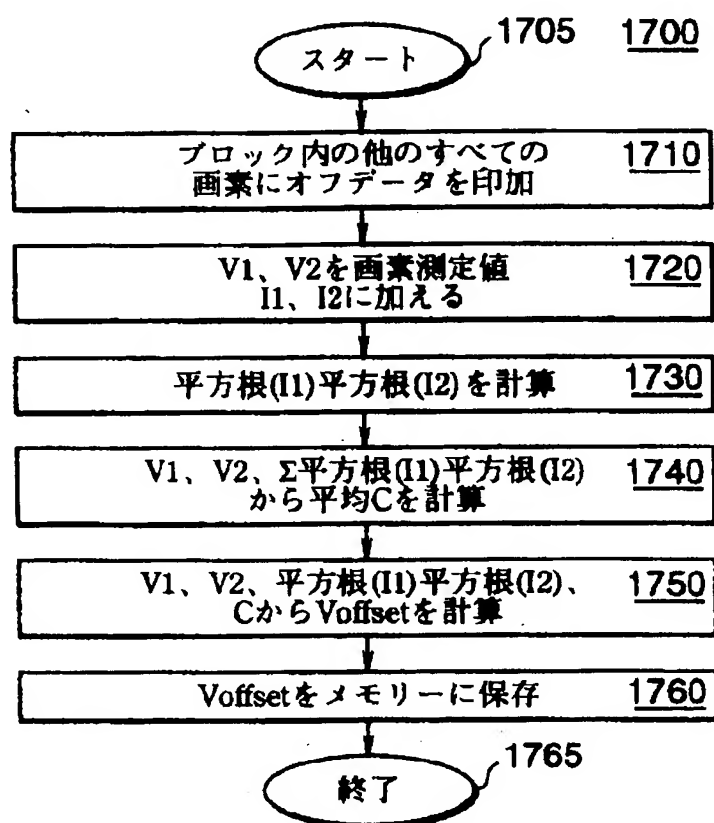 スタート
1705
1700
ブロック内の他のすべての
画素にオフデータを印加
1710
V1、V2を画素測定値
I1、I2に加える
1720
平方根(I1)平方根(I2)を計算
1730
V1、V2、Σ平方根(I1)平方根(I2)
から平均Cを計算
1740
V1、V2、平方根(I1)平方根(I2)、
CからVoffsetを計算
1750
Voffsetをメモリーに保存
1760
1765
終了